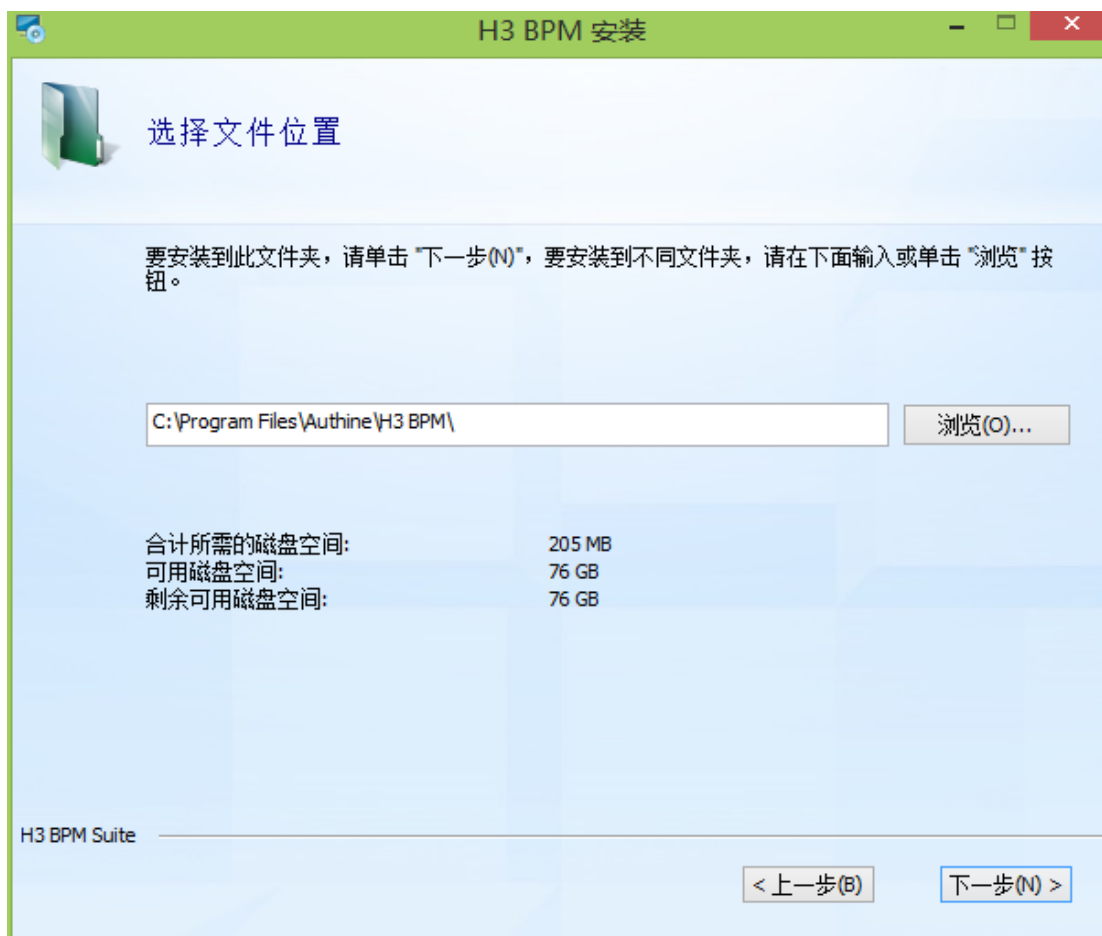 H3 BPM 安装
选择文件位置
要安装到此文件夹，请单击 "下一步(N)"，要安装到不同文件夹，请在下面输入或单击 "浏览" 按
钮。
C:\Program Files\Authine\H3 BPM\
浏览(O)...
合计所需的磁盘空间: 205 MB
可用磁盘空间: 76 GB
剩余可用磁盘空间: 76 GB
H3 BPM Suite
< 上一步(B) 下一步(N) >